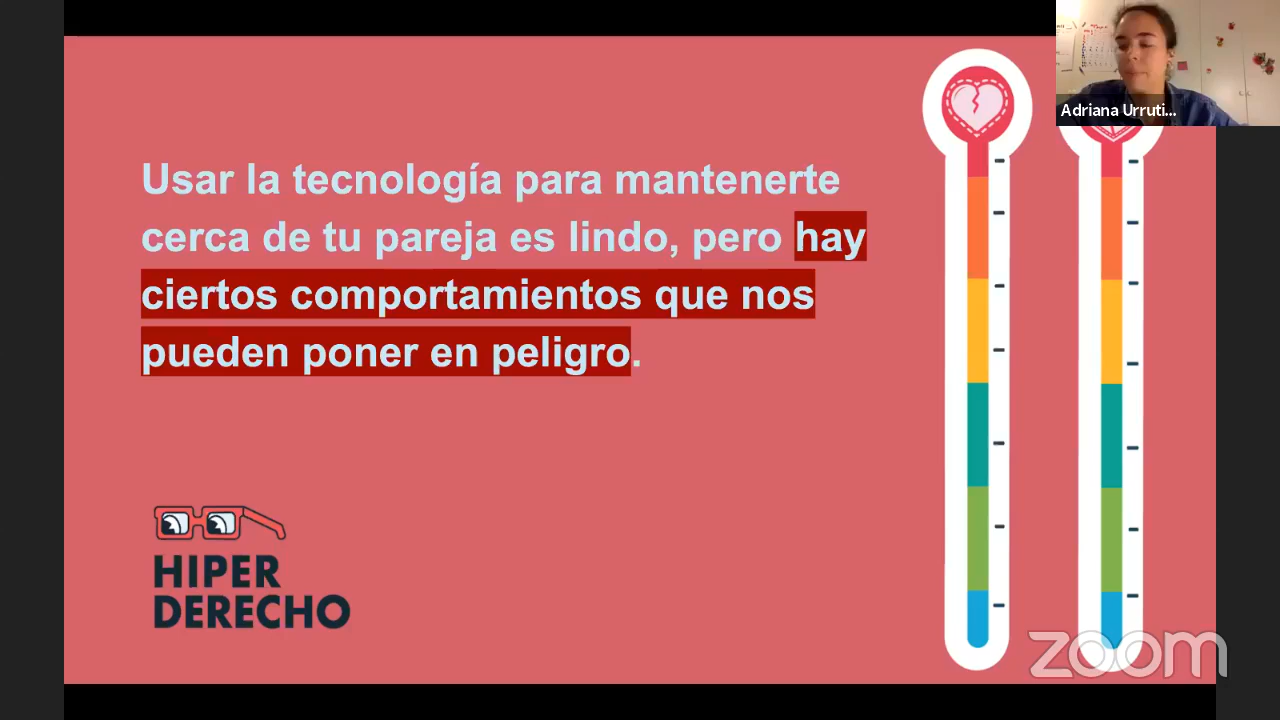 Usar la tecnología para mantenerte
cerca de tu pareja es lindo, pero hay
ciertos comportamientos que nos
pueden poner en peligro.
HIPER
DERECHO
Adriana Urruti...
zoom